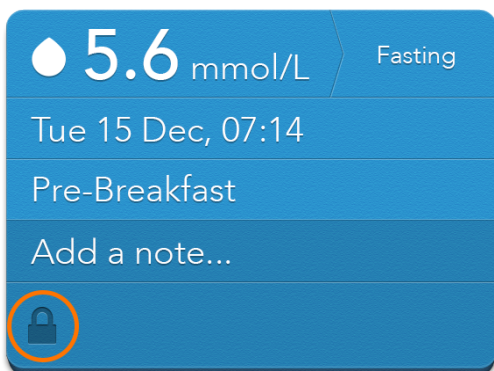 5.6 mmol/L Fasting
Tue 15 Dec, 07:14
Pre-Breakfast
Add a note...